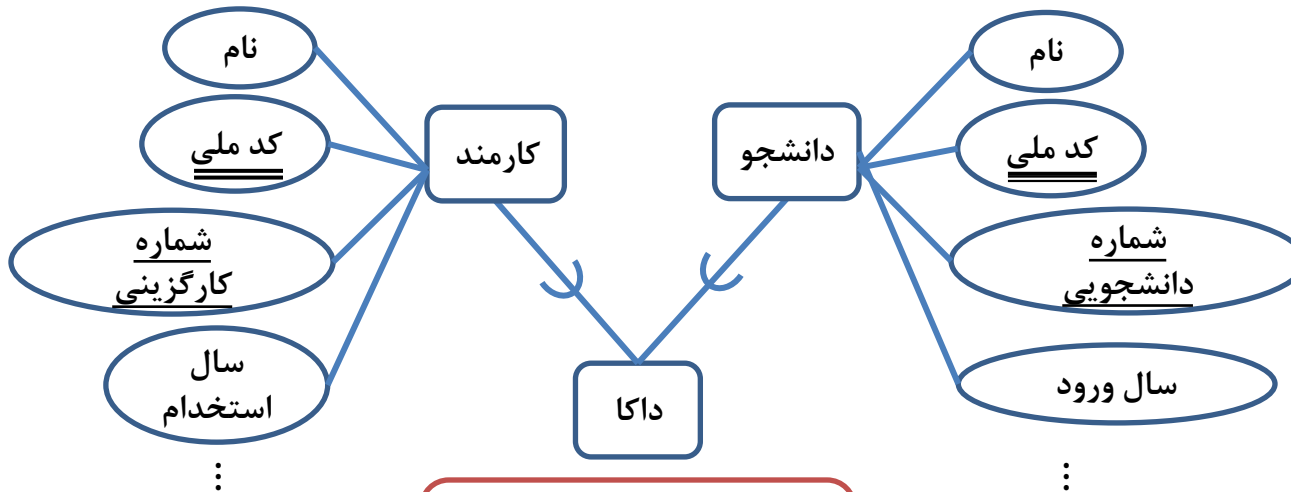 نام
کد ملی
شماره
دانشجویی
سال ورود
⋮
دانشجو
کارمند
داکا
نام
کد ملی
شماره
کارگزینی
سال
استخدام
⋮